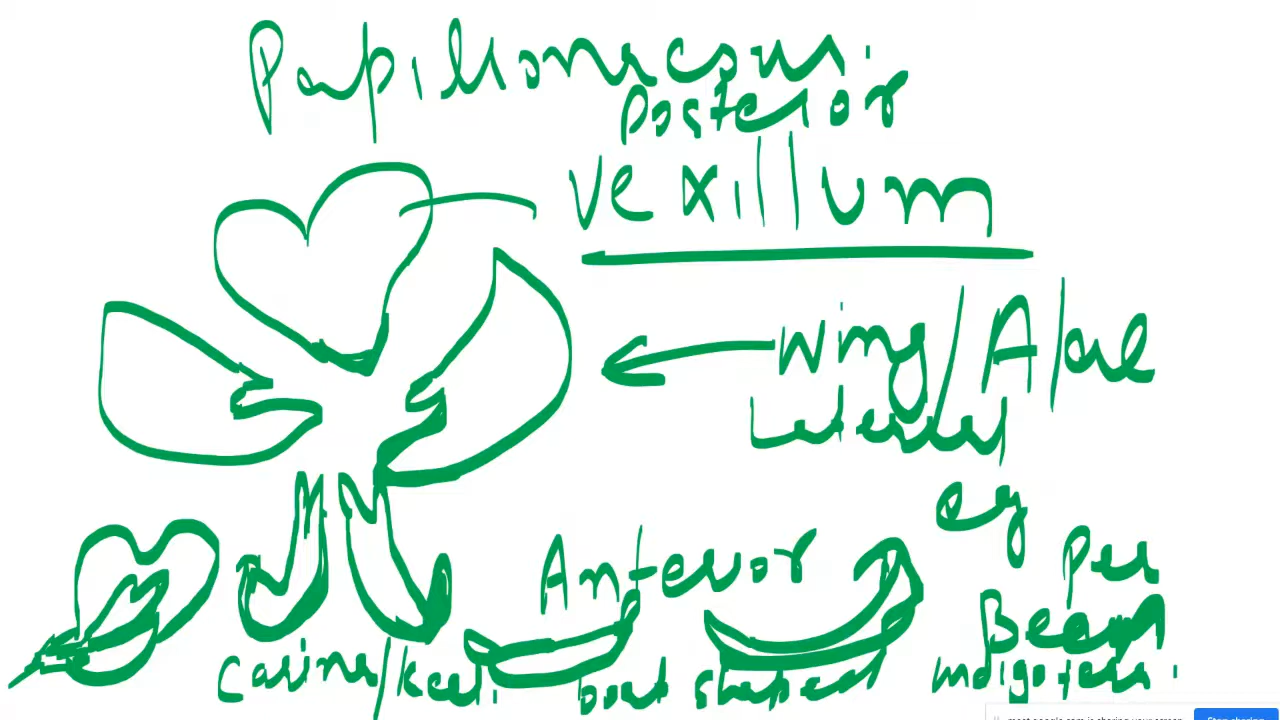 Papilionaceous.
Posterior
Vexillum
Wing/Alae
Lateral
eg
Anterior
Pea
Bean
Carina/keel.
boat shaped
indigofera.